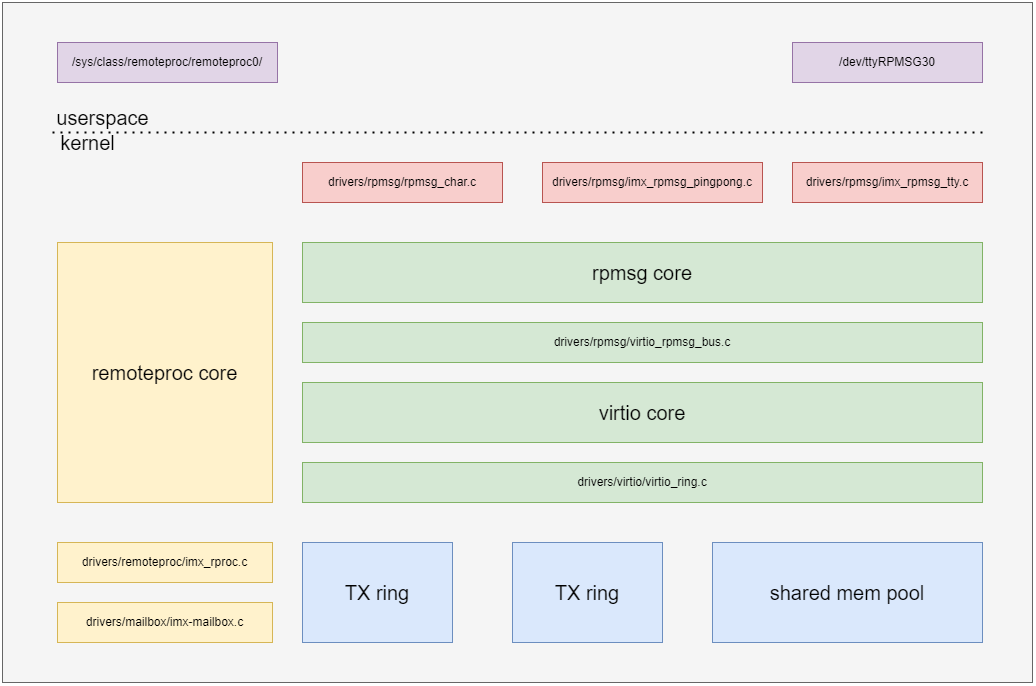 /sys/class/remoteproc/remoteproc0/
/dev/ttyRPMSG30
userspace
kernel
drivers/rpmsg/rpmsg_char.c
drivers/rpmsg/imx_rpmsg_pingpong.c
drivers/rpmsg/imx_rpmsg_tty.c
rpmsg core
drivers/rpmsg/virtio_rpmsg_bus.c
remoteproc core
virtio core
drivers/virtio/virtio_ring.c
drivers/remoteproc/imx_rproc.c
drivers/mailbox/imx-mailbox.c
TX ring
TX ring
shared mem pool